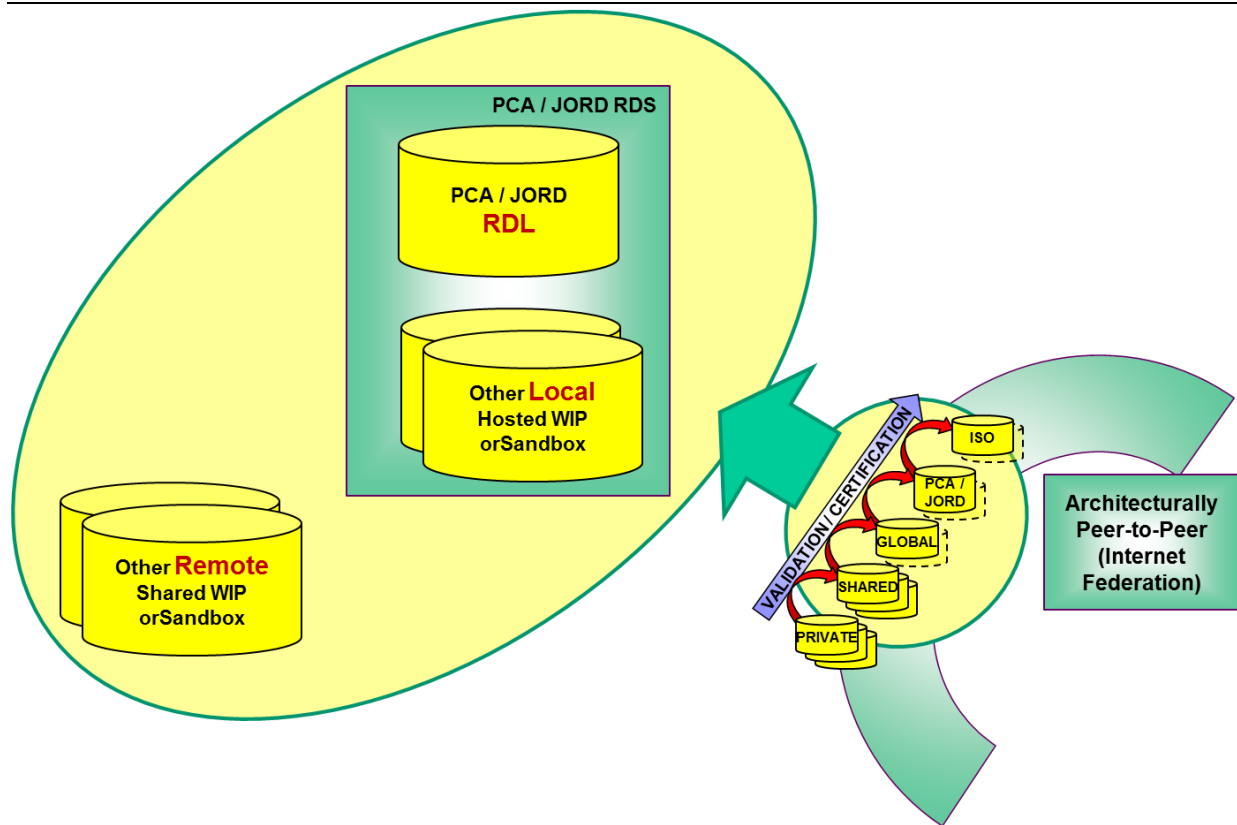 PCA / JORD RDS
PCA / JORD
RDL
Other Local
Hosted WIP
orSandbox
Other Remote
Shared WIP
orSandbox
VALIDATION / CERTIFICATION
ISO
PCA /
JORD
GLOBAL
SHARED
PRIVATE
Architecturally
Peer-to-Peer
(Internet
Federation)